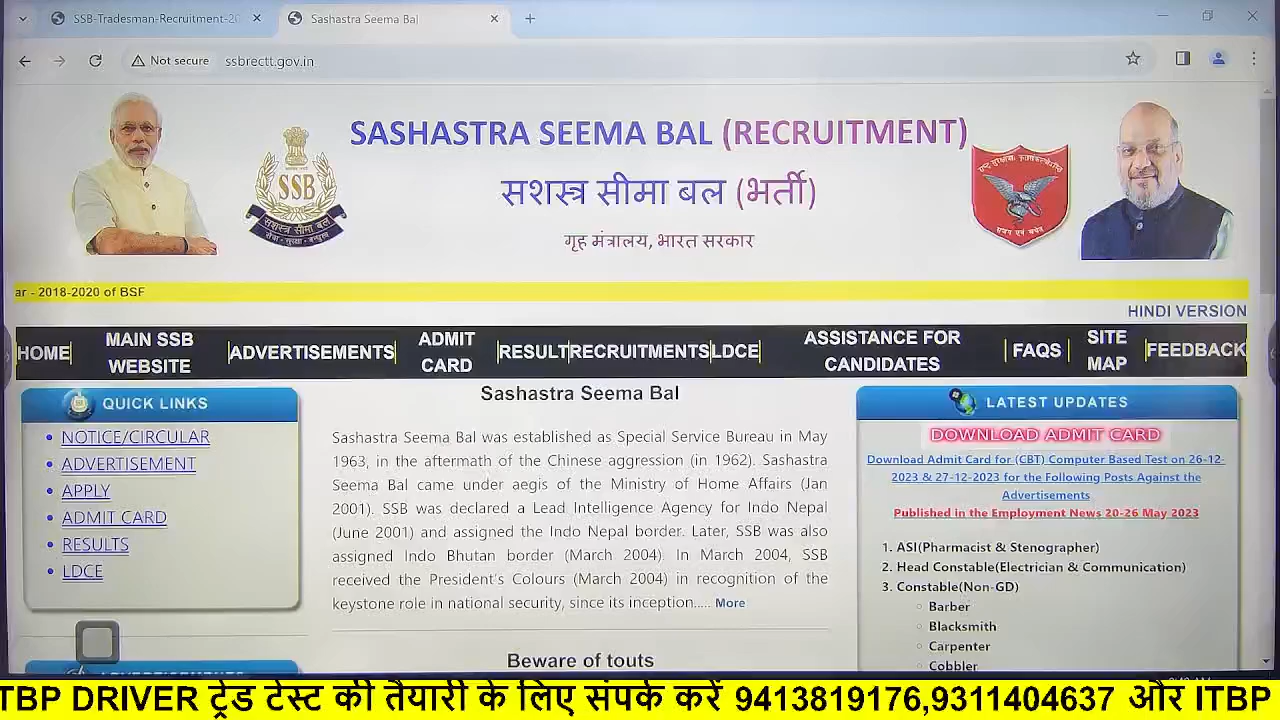 SSB-Tradesman-Recruitment-20
Sashastra Seema Bal
Not secure
ssbrectt.gov.in
SASHASTRA SEEMA BAL (RECRUITMENT)
सशस्त्र सीमा बल (भर्ती)
गृह मंत्रालय, भारत सरकार
SSB
सशस्त्र सीमा बल
ar - 2018-2020 of BSF
HINDI VERSION
HOME
MAIN SSB WEBSITE
ADVERTISEMENTS
ADMIT CARD
RESULT
RECRUITMENTS
LDCE
ASSISTANCE FOR CANDIDATES
FAQS
SITE MAP
FEEDBACK
QUICK LINKS
NOTICE/CIRCULAR
ADVERTISEMENT
APPLY
ADMIT CARD
RESULTS
LDCE
Sashastra Seema Bal
Sashastra Seema Bal was established as Special Service Bureau in May
1963, in the aftermath of the Chinese aggression (in 1962). Sashastra
Seema Bal came under aegis of the Ministry of Home Affairs (Jan
2001). SSB was declared a Lead Intelligence Agency for Indo Nepal
(June 2001) and assigned the Indo Nepal border. Later, SSB was also
assigned Indo Bhutan border (March 2004). In March 2004, SSB
received the President's Colours (March 2004) in recognition of the
keystone role in national security, since its inception..... More
Beware of touts
LATEST UPDATES
DOWNLOAD ADMIT CARD
Download Admit Card for (CBT) Computer Based Test on 26-12-
2023 & 27-12-2023 for the Following Posts Against the
Advertisements
Published in the Employment News 20-26 May 2023
1. ASI(Pharmacist & Stenographer)
2. Head Constable(Electrician & Communication)
3. Constable(Non-GD)
Barber
Blacksmith
Carpenter
Cobbler
TBP DRIVER ट्रेड टेस्ट की तैयारी के लिए संपर्क करें 9413819176,9311404637 और ITBP